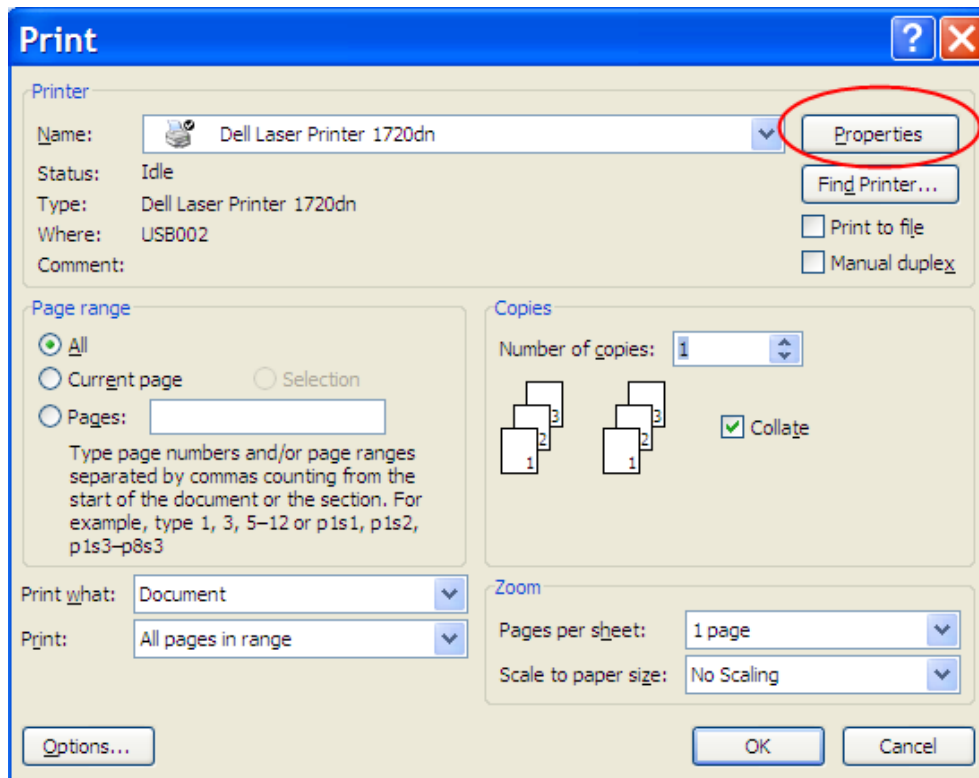 Print
Printer
Name: Dell Laser Printer 1720dn Properties
Status: Idle Find Printer...
Type: Dell Laser Printer 1720dn
Where: USB002 Print to file
Comment: Manual duplex
Page range
All
Current page Selection
Pages:
Type page numbers and/or page ranges
separated by commas counting from the
start of the document or the section. For
example, type 1, 3, 5–12 or p1s1, p1s2,
p1s3–p8s3
Copies
Number of copies: 1
3 3
2 2
1 1
Collate
Print what: Document
Print: All pages in range
Zoom
Pages per sheet: 1 page
Scale to paper size: No Scaling
Options... OK Cancel